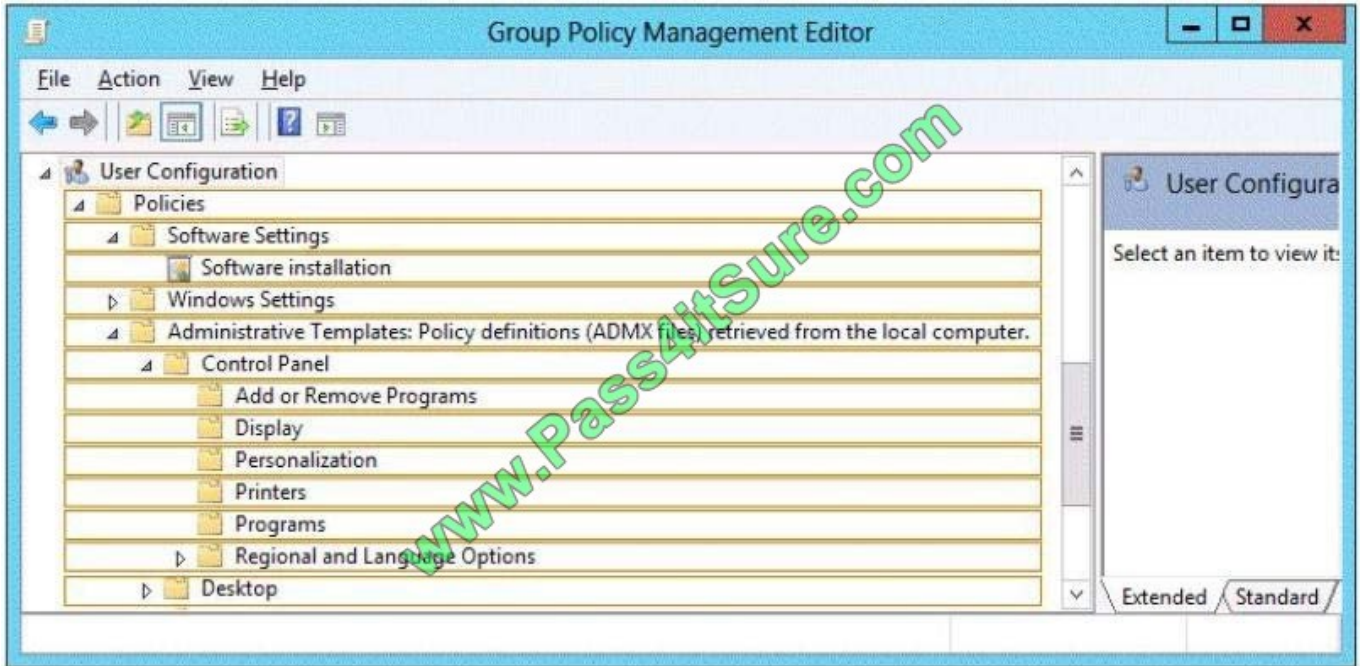 Group Policy Management Editor
File Action View Help
User Configuration
Policies
Software Settings
Software installation
Windows Settings
Administrative Templates: Policy definitions (ADMX files) retrieved from the local computer.
Control Panel
Add or Remove Programs
Display
Personalization
Printers
Programs
Regional and Language Options
Desktop
User Configura
Select an item to view its
Extended Standard
www.Pass4itSure.com